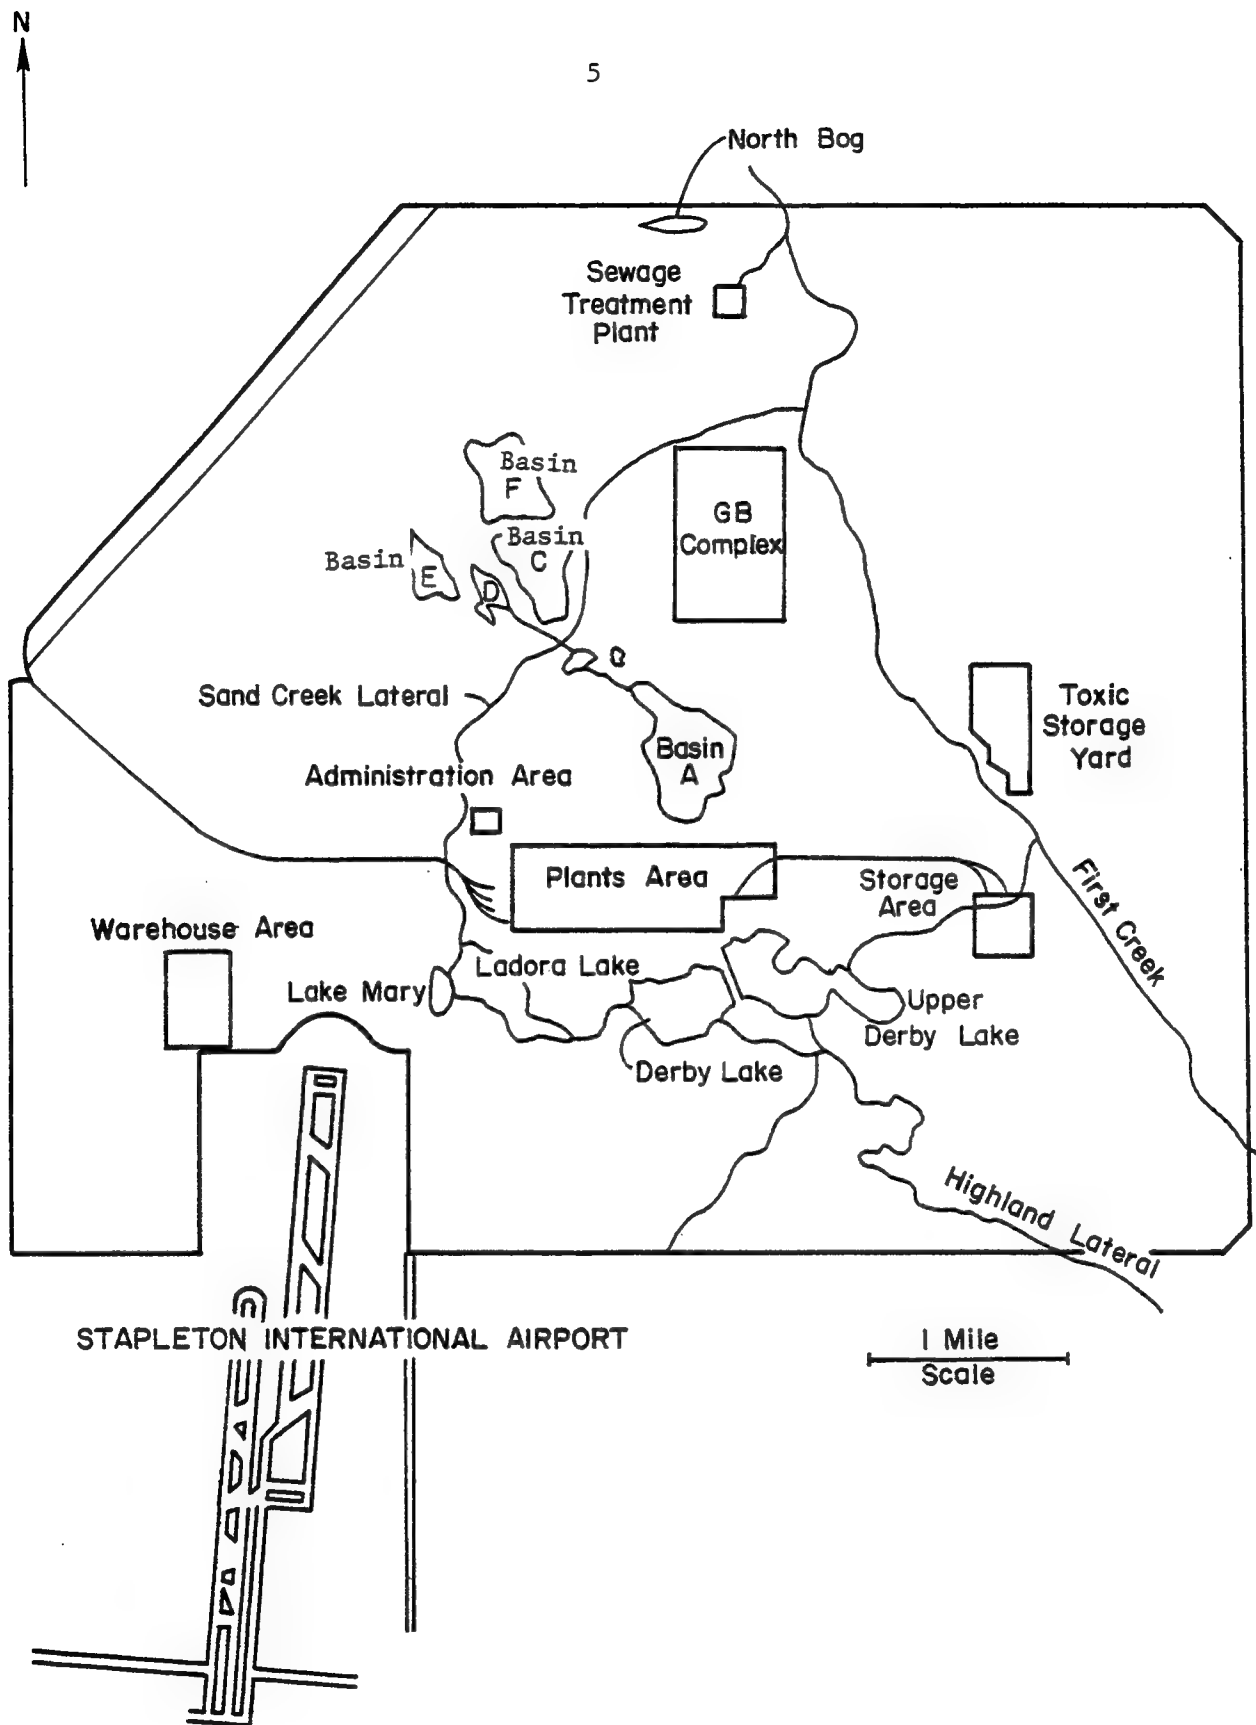 N
5
North Bog
Sewage
Treatment
Plant
Basin
F
GB
Complex
Basin
C
Basin
E
D
Sand Creek Lateral
Toxic
Storage
Yard
Basin
A
Administration Area
Plants Area
Storage
Area
First Creek
Warehouse Area
Ladora Lake
Lake Mary
Upper
Derby Lake
Derby Lake
Highland Lateral
STAPLETON INTERNATIONAL AIRPORT
1 Mile
Scale